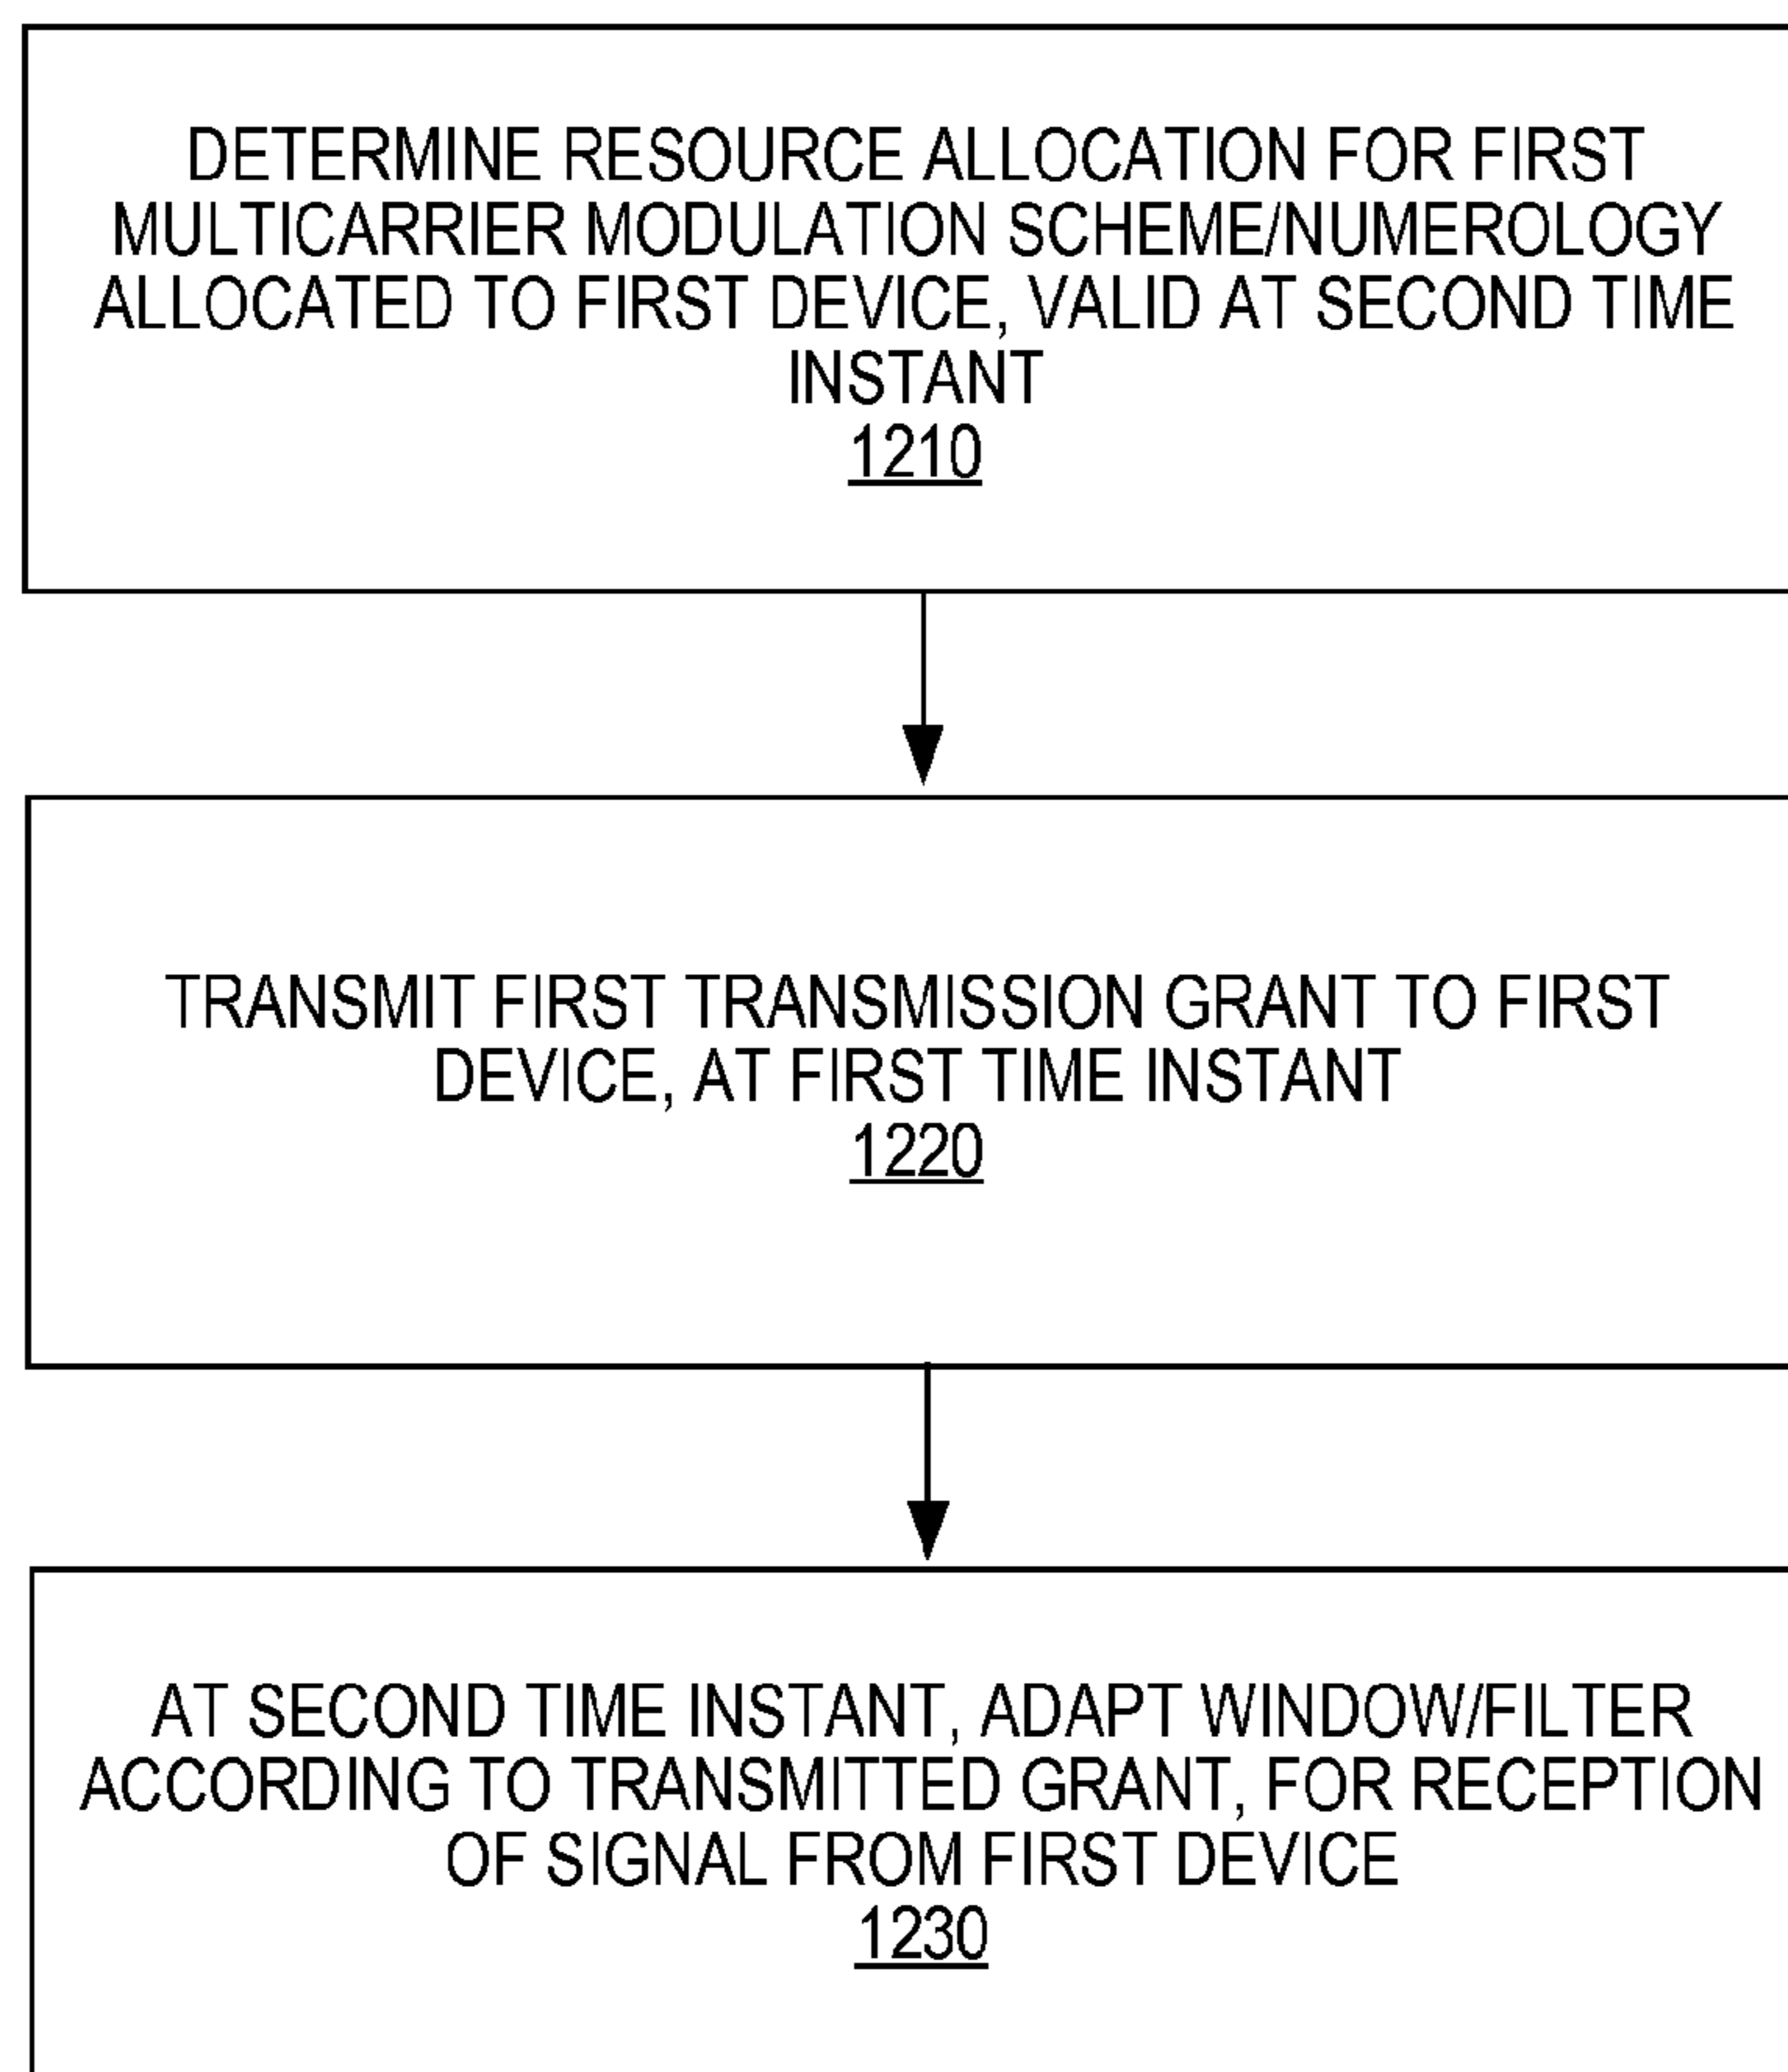 DETERMINE RESOURCE ALLOCATION FOR FIRST
MULTICARRIER MODULATION SCHEME/NUMEROLOGY
ALLOCATED TO FIRST DEVICE, VALID AT SECOND TIME
INSTANT
1210
TRANSMIT FIRST TRANSMISSION GRANT TO FIRST
DEVICE, AT FIRST TIME INSTANT
1220
AT SECOND TIME INSTANT, ADAPT WINDOW/FILTER
ACCORDING TO TRANSMITTED GRANT, FOR RECEPTION
OF SIGNAL FROM FIRST DEVICE
1230